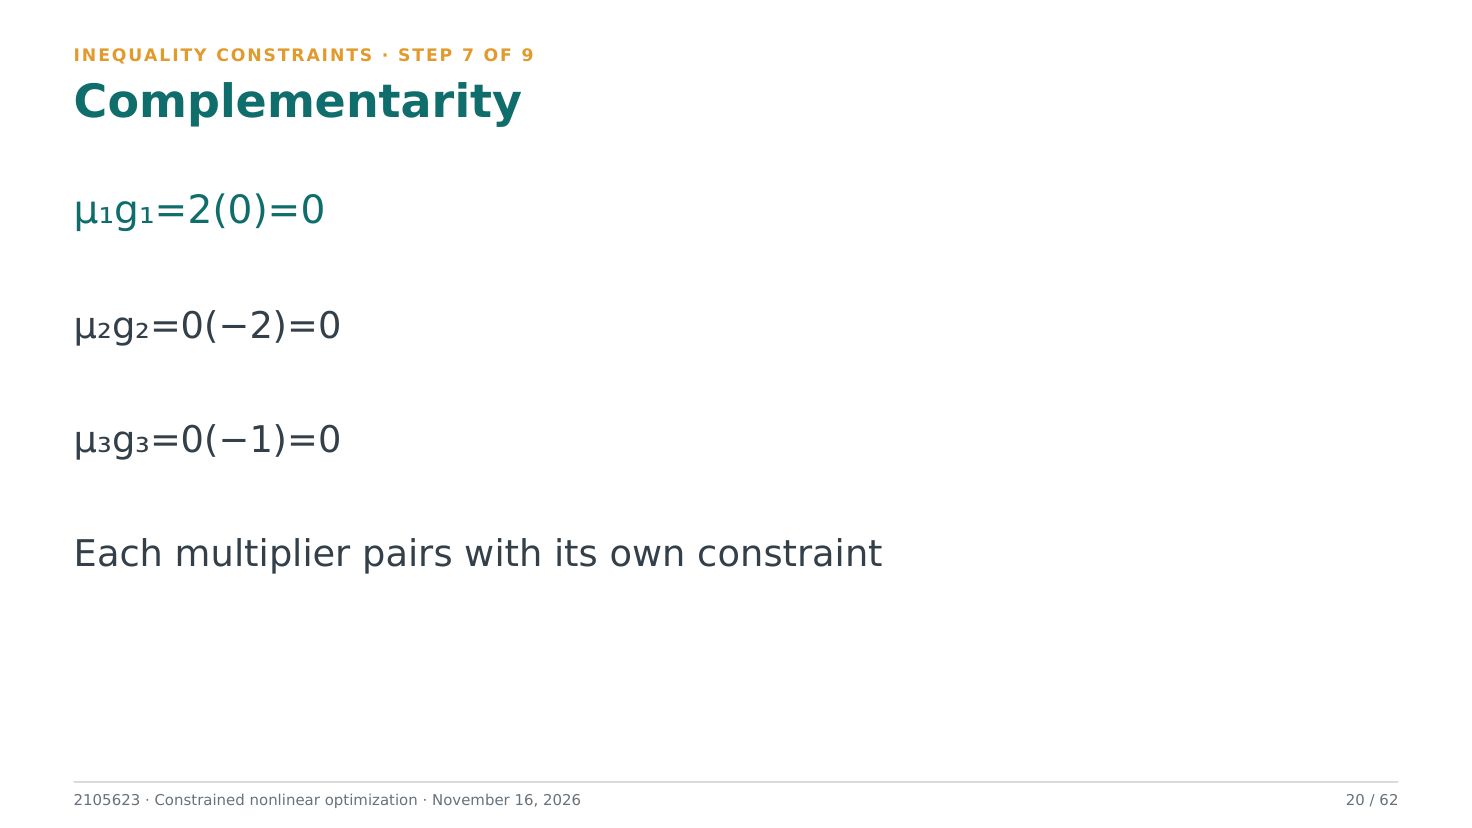 INEQUALITY CONSTRAINTS · STEP 7 OF 9
Complementarity
μ₁g₁=2(0)=0
μ₂g₂=0(−2)=0
μ₃g₃=0(−1)=0
Each multiplier pairs with its own constraint
2105623 · Constrained nonlinear optimization · November 16, 2026
20 / 62